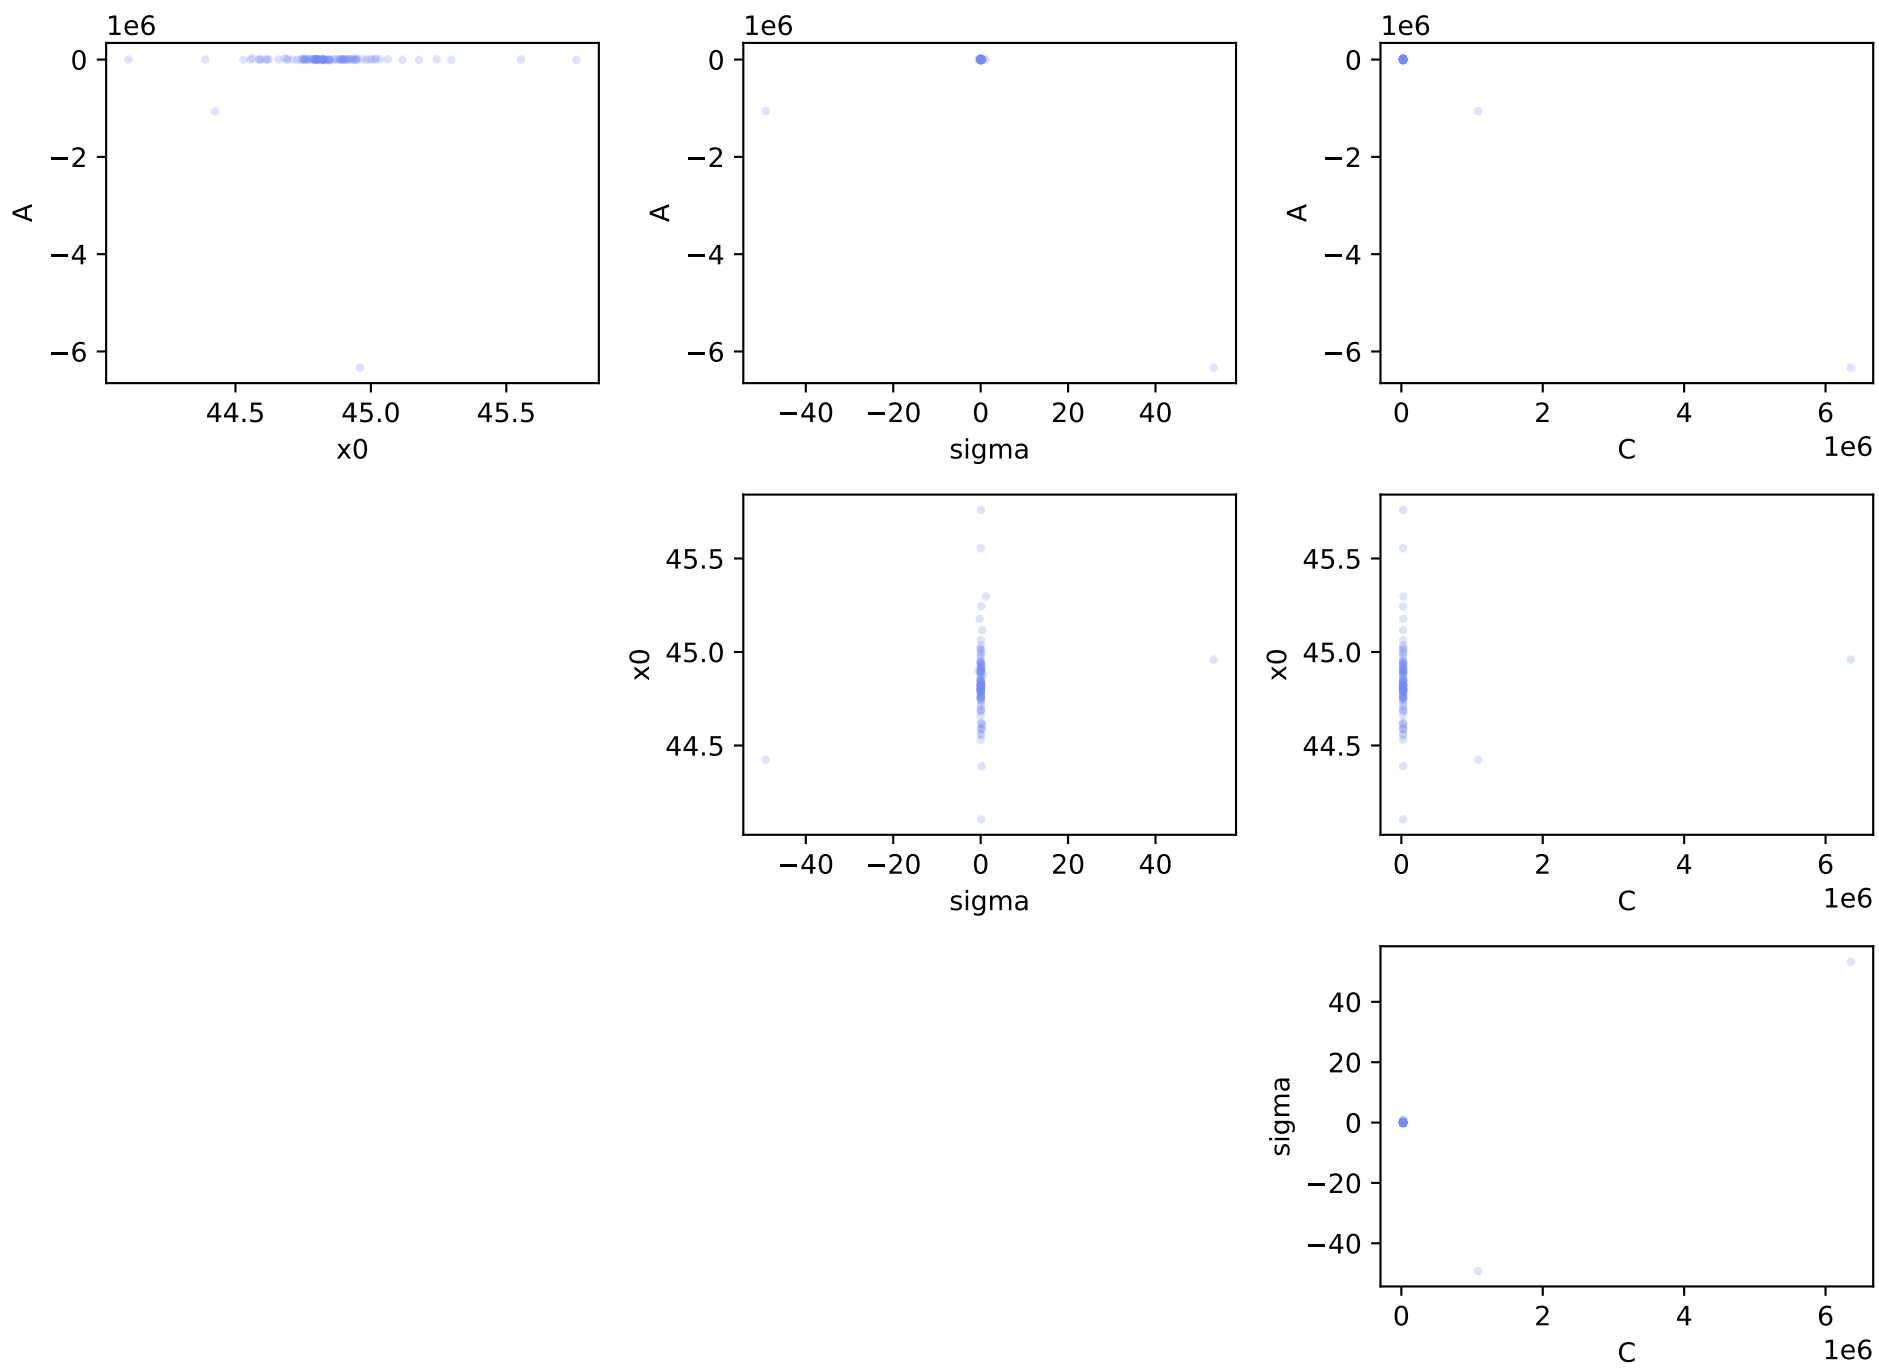 1e6 1e6 1e6
0 0 0
−2 −2 −2
A A A
−4 −4 −4
−6 −6 −6
44.5 45.0 45.5 −40 −20 0 20 40 0 2 4 6
x0 sigma C 1e6
45.5 45.5
x0 45.0 x0 45.0
44.5 44.5
−40 −20 0 20 40 0 2 4 6
sigma C 1e6
40
20
sigma 0
−20
−40
0 2 4 6
C 1e6